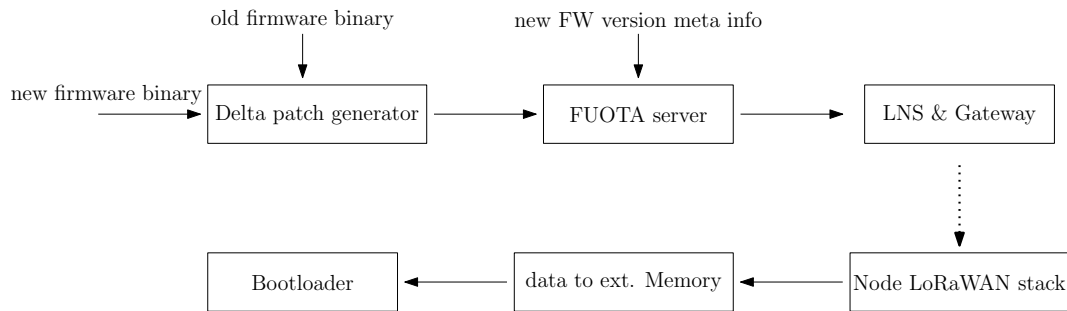 old firmware binary
new FW version meta info
new firmware binary
Delta patch generator
FUOTA server
LNS & Gateway
Bootloader
data to ext. Memory
Node LoRaWAN stack